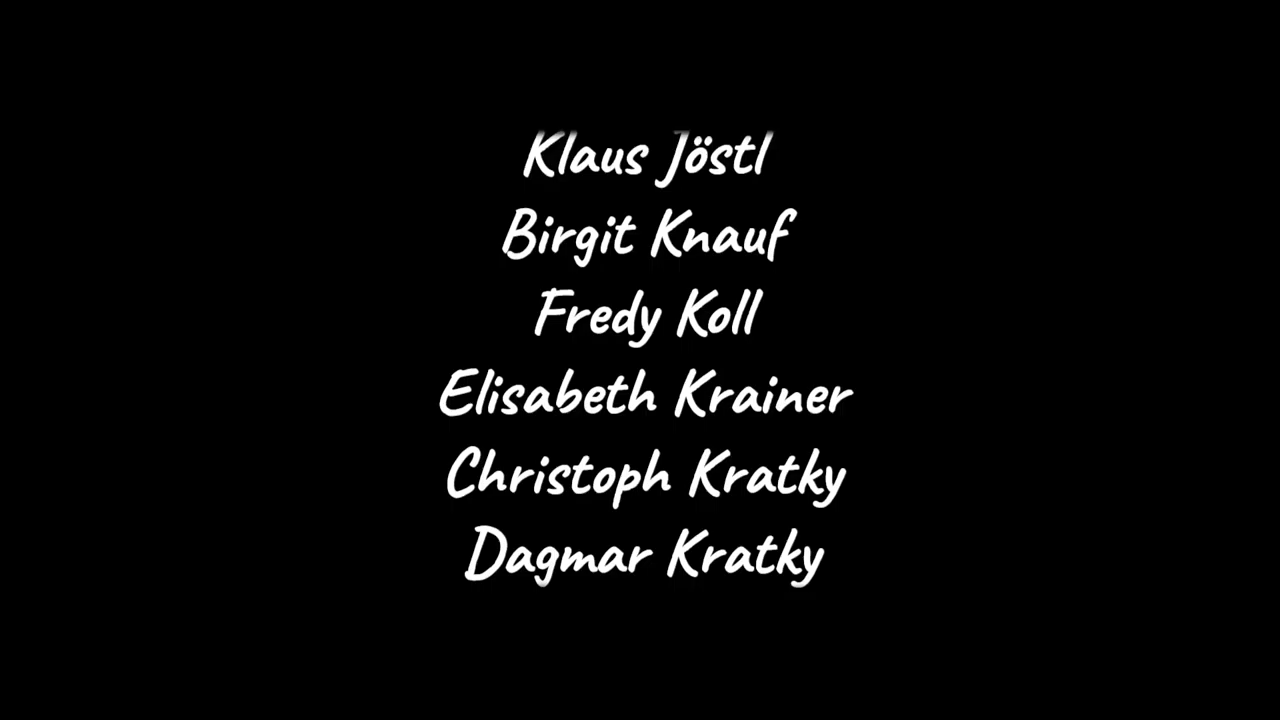 Klaus Jöstl
Birgit Knauf
Fredy Koll
Elisabeth Krainer
Christoph Kratky
Dagmar Kratky